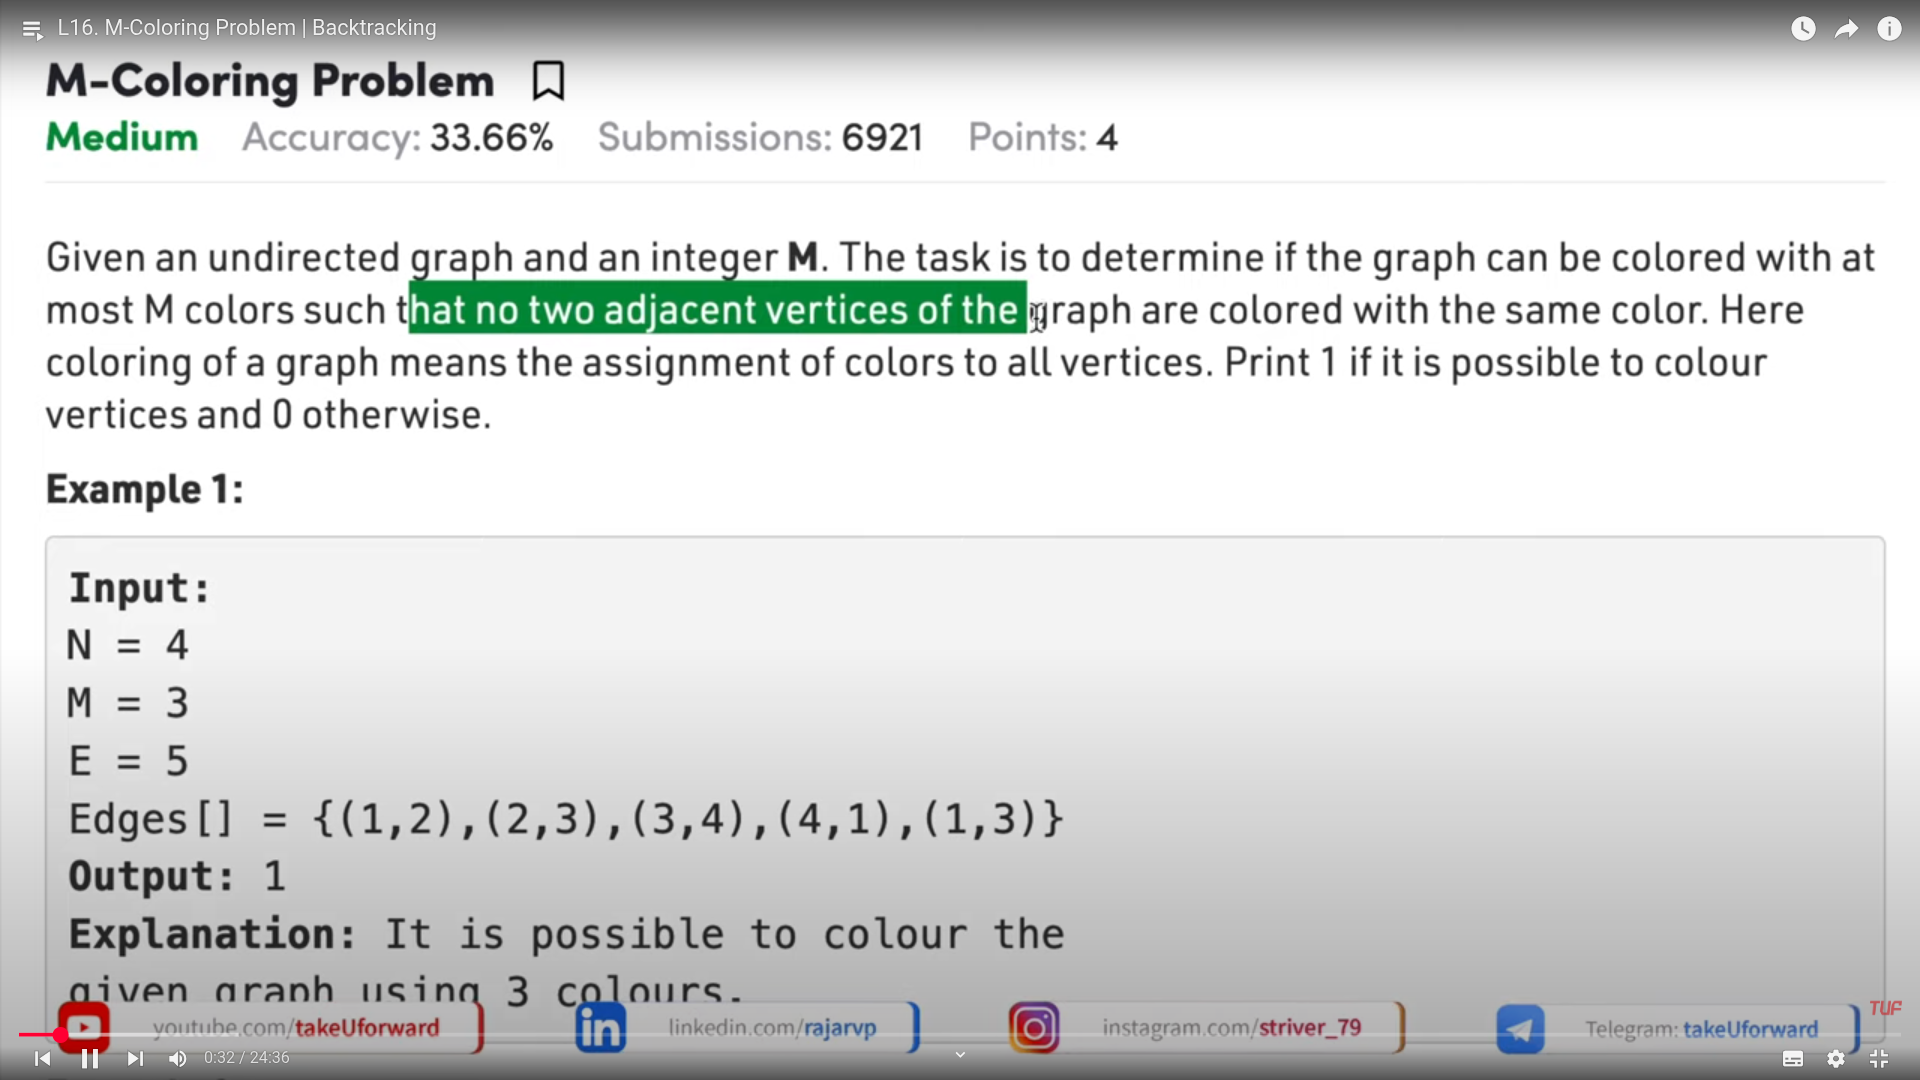 L16. M-Coloring Problem | Backtracking
M-Coloring Problem
Medium Accuracy: 33.66% Submissions: 6921 Points: 4
Given an undirected graph and an integer M. The task is to determine if the graph can be colored with at
most M colors such that no two adjacent vertices of the graph are colored with the same color. Here
coloring of a graph means the assignment of colors to all vertices. Print 1 if it is possible to colour
vertices and 0 otherwise.
Example 1:
Input:
N = 4
M = 3
E = 5
Edges[] = {(1,2),(2,3),(3,4),(4,1),(1,3)}
Output: 1
Explanation: It is possible to colour the
given graph using 3 colours.
TUF
youtube.com/takeUforward linkedin.com/rajarvp instagram.com/striver_79 Telegram: takeUforward
0:32 / 24:36